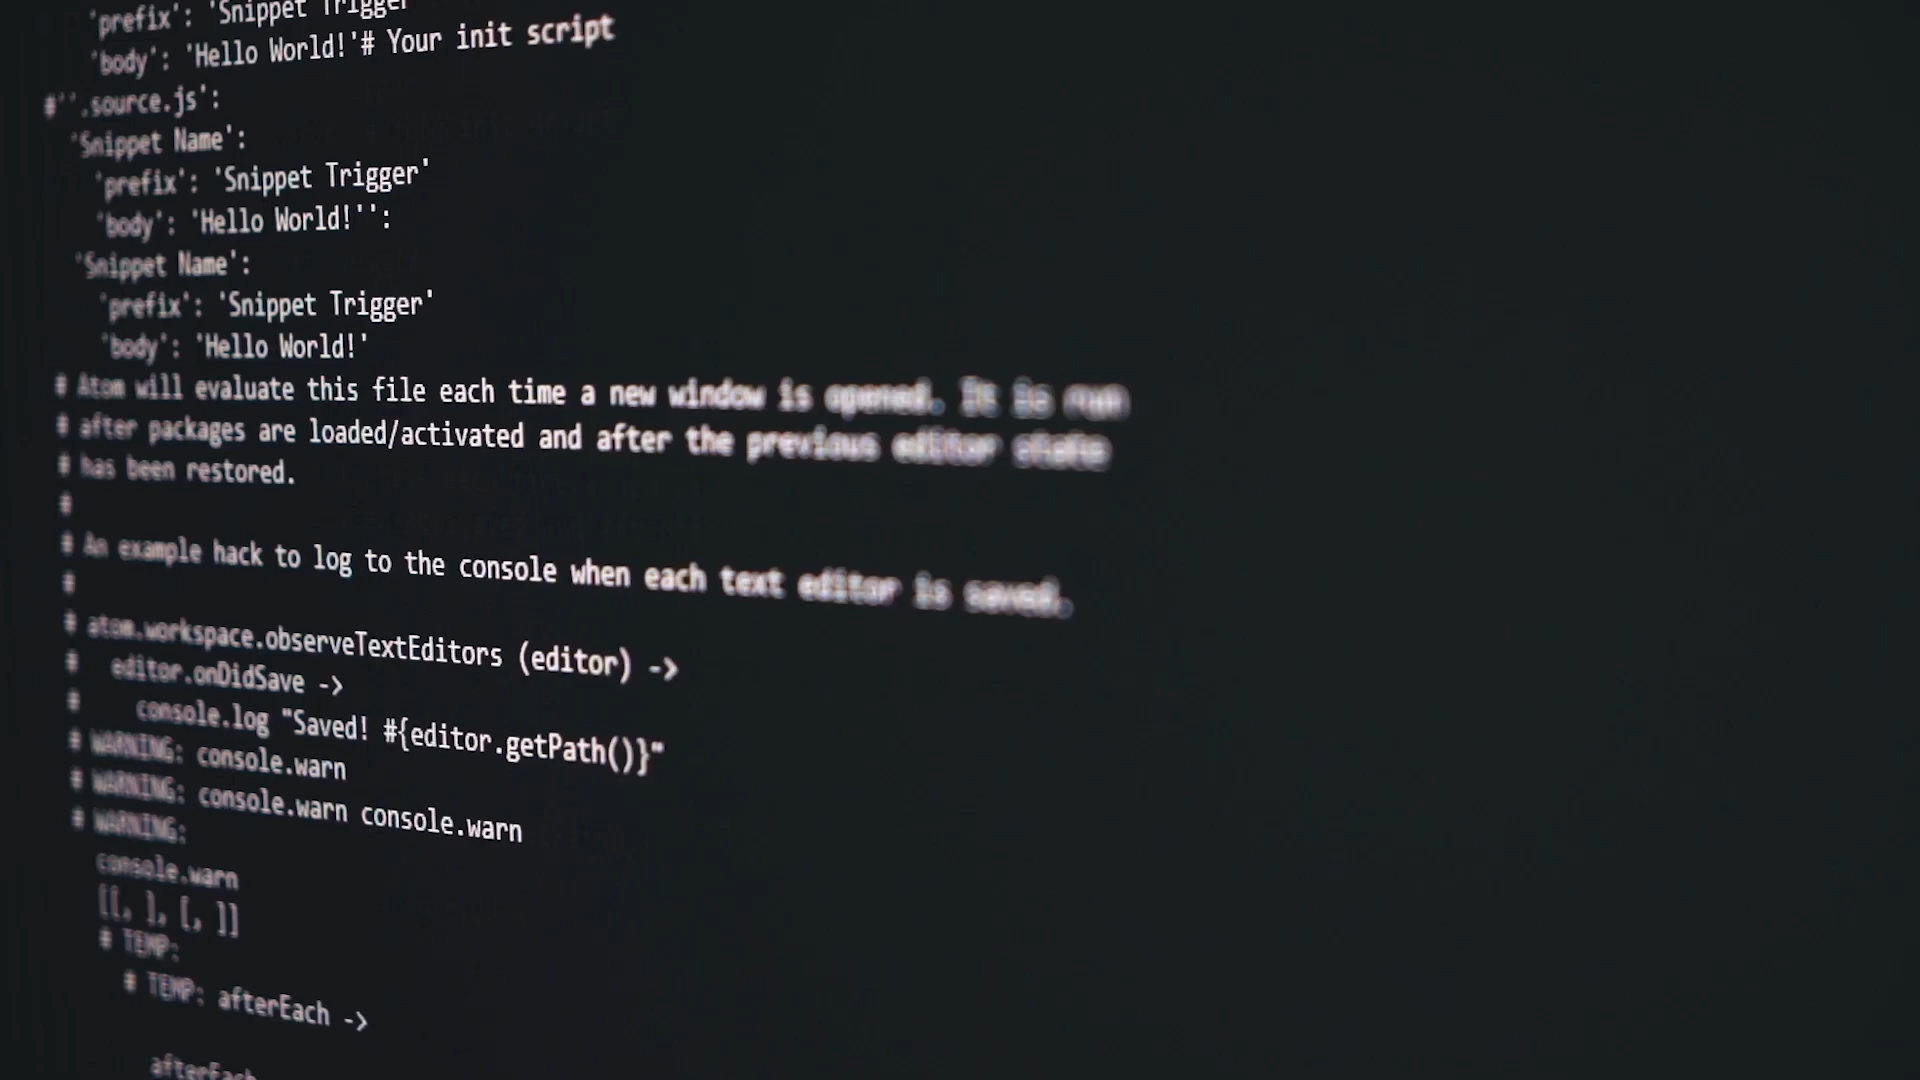 'prefix': 'Snippet Trigger'
'body': 'Hello World!'# Your init script
#''.source.js':
'Snippet Name':
'prefix': 'Snippet Trigger'
'body': 'Hello World!'':
'Snippet Name':
'prefix': 'Snippet Trigger'
'body': 'Hello World!'
# Atom will evaluate this file each time a new window is opened. It is run
# after packages are loaded/activated and after the previous editor state
# has been restored.
#
# An example hack to log to the console when each text editor is saved.
#
# atom.workspace.observeTextEditors (editor) ->
#   editor.onDidSave ->
#     console.log "Saved! #{editor.getPath()}"
# WARNING: console.warn
# WARNING: console.warn console.warn
# WARNING:
console.warn
[[, ], [, ]]
# TEMP:
# TEMP: afterEach ->
afterEach